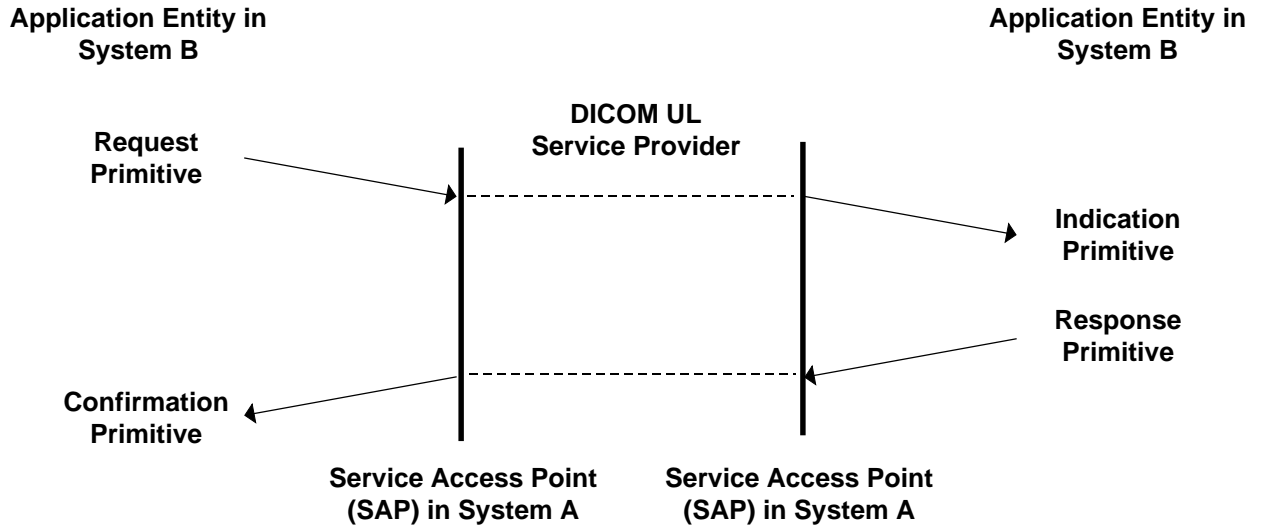 Application Entity in
System B
Application Entity in
System B
DICOM UL
Service Provider
Request
Primitive
Indication
Primitive
Response
Primitive
Confirmation
Primitive
Service Access Point
(SAP) in System A
Service Access Point
(SAP) in System A